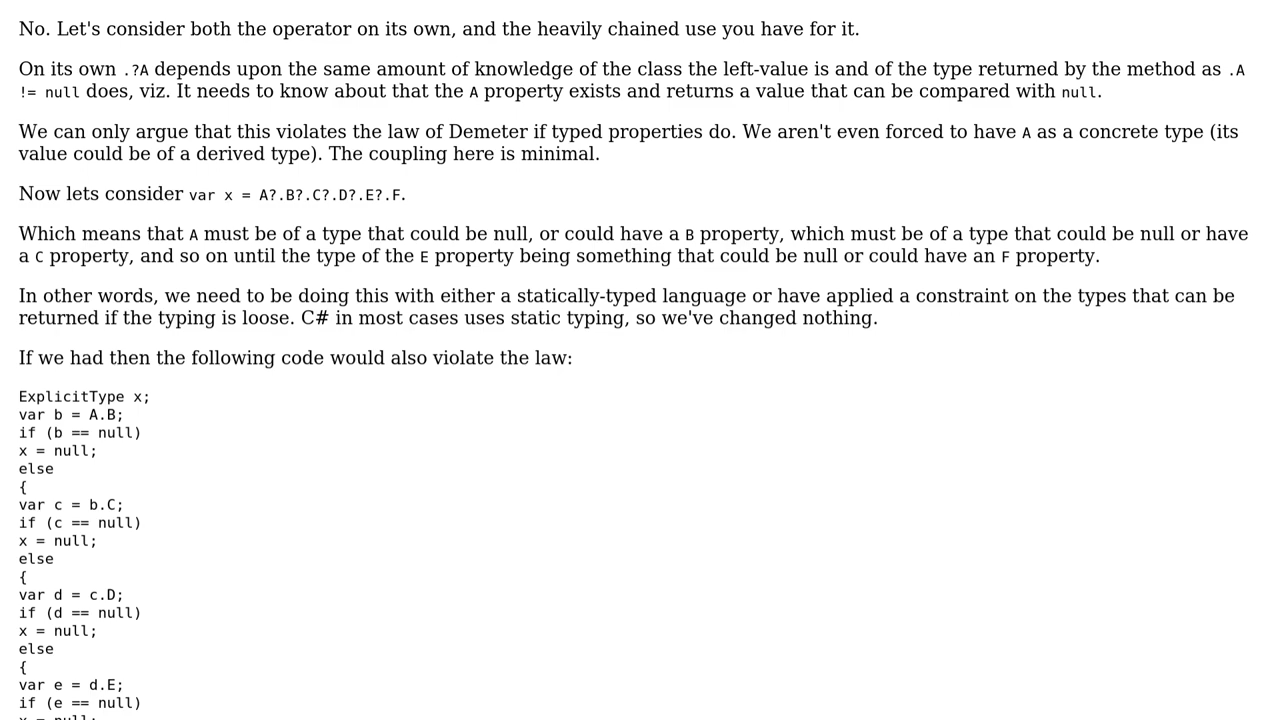 No. Let's consider both the operator on its own, and the heavily chained use you have for it.
On its own .?A depends upon the same amount of knowledge of the class the left-value is and of the type returned by the method as .A
!= null does, viz. It needs to know about that the A property exists and returns a value that can be compared with null.
We can only argue that this violates the law of Demeter if typed properties do. We aren't even forced to have A as a concrete type (its
value could be of a derived type). The coupling here is minimal.
Now lets consider var x = A?.B?.C?.D?.E?.F.
Which means that A must be of a type that could be null, or could have a B property, which must be of a type that could be null or have
a C property, and so on until the type of the E property being something that could be null or could have an F property.
In other words, we need to be doing this with either a statically-typed language or have applied a constraint on the types that can be
returned if the typing is loose. C# in most cases uses static typing, so we've changed nothing.
If we had then the following code would also violate the law:
ExplicitType x;
var b = A.B;
if (b == null)
x = null;
else
{
var c = b.C;
if (c == null)
x = null;
else
{
var d = c.D;
if (d == null)
x = null;
else
{
var e = d.E;
if (e == null)
x = null;